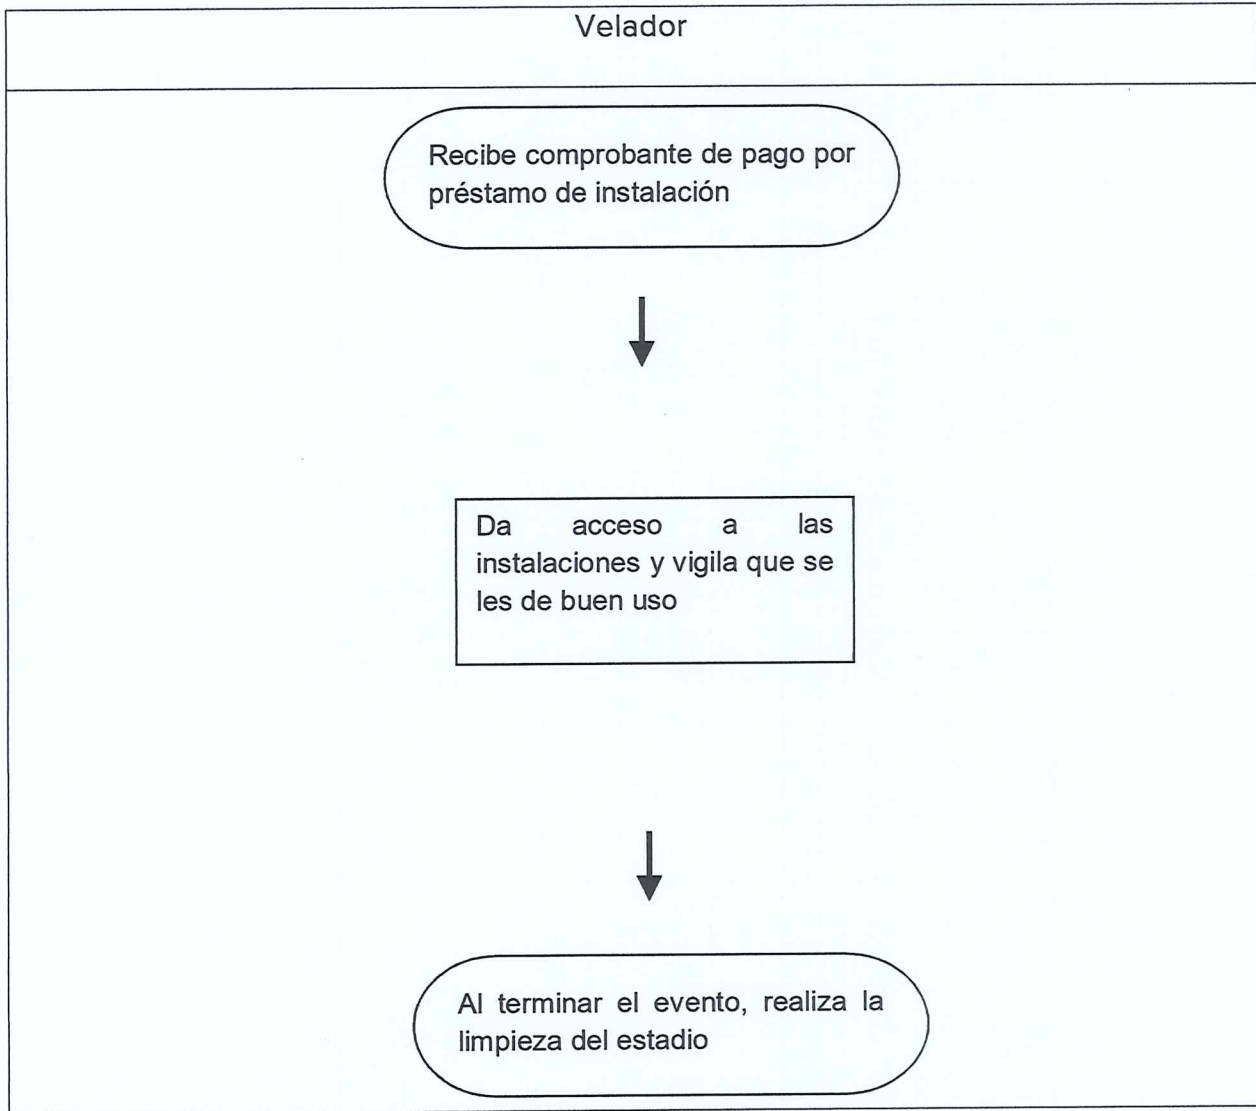 Velador
Recibe comprobante de pago por
préstamo de instalación
Da acceso a las
instalaciones y vigila que se
les de buen uso
Al terminar el evento, realiza la
limpieza del estadio